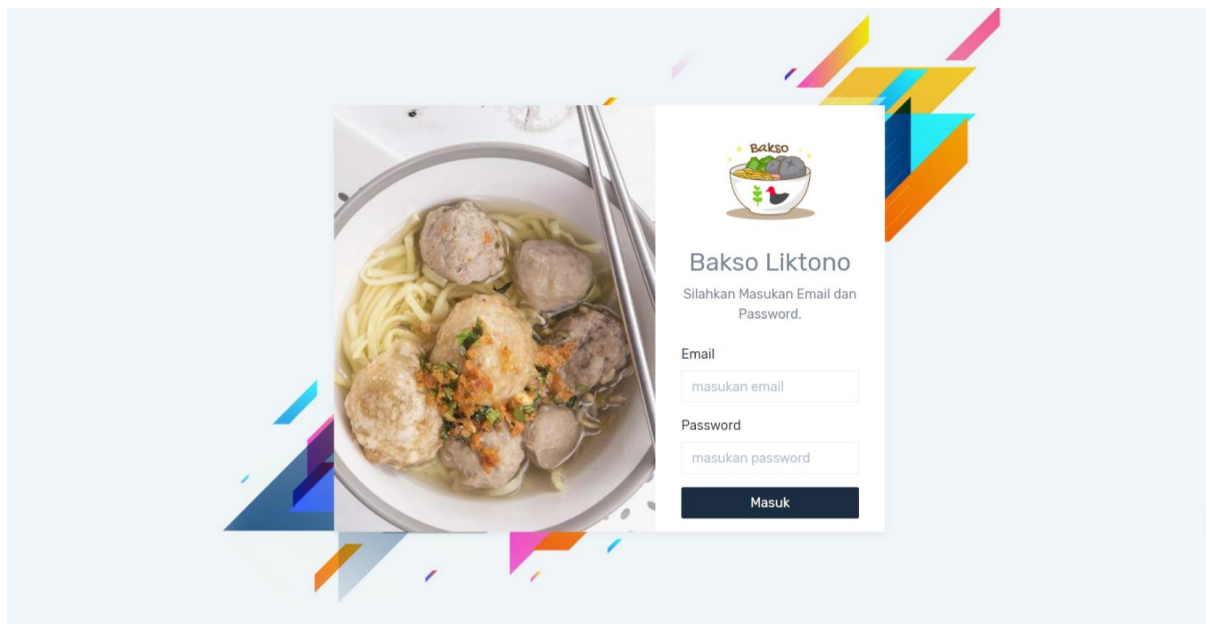 Bakso
Bakso Liktono
Silahkan Masukan Email dan
Password.
Email
masukan email
Password
masukan password
Masuk